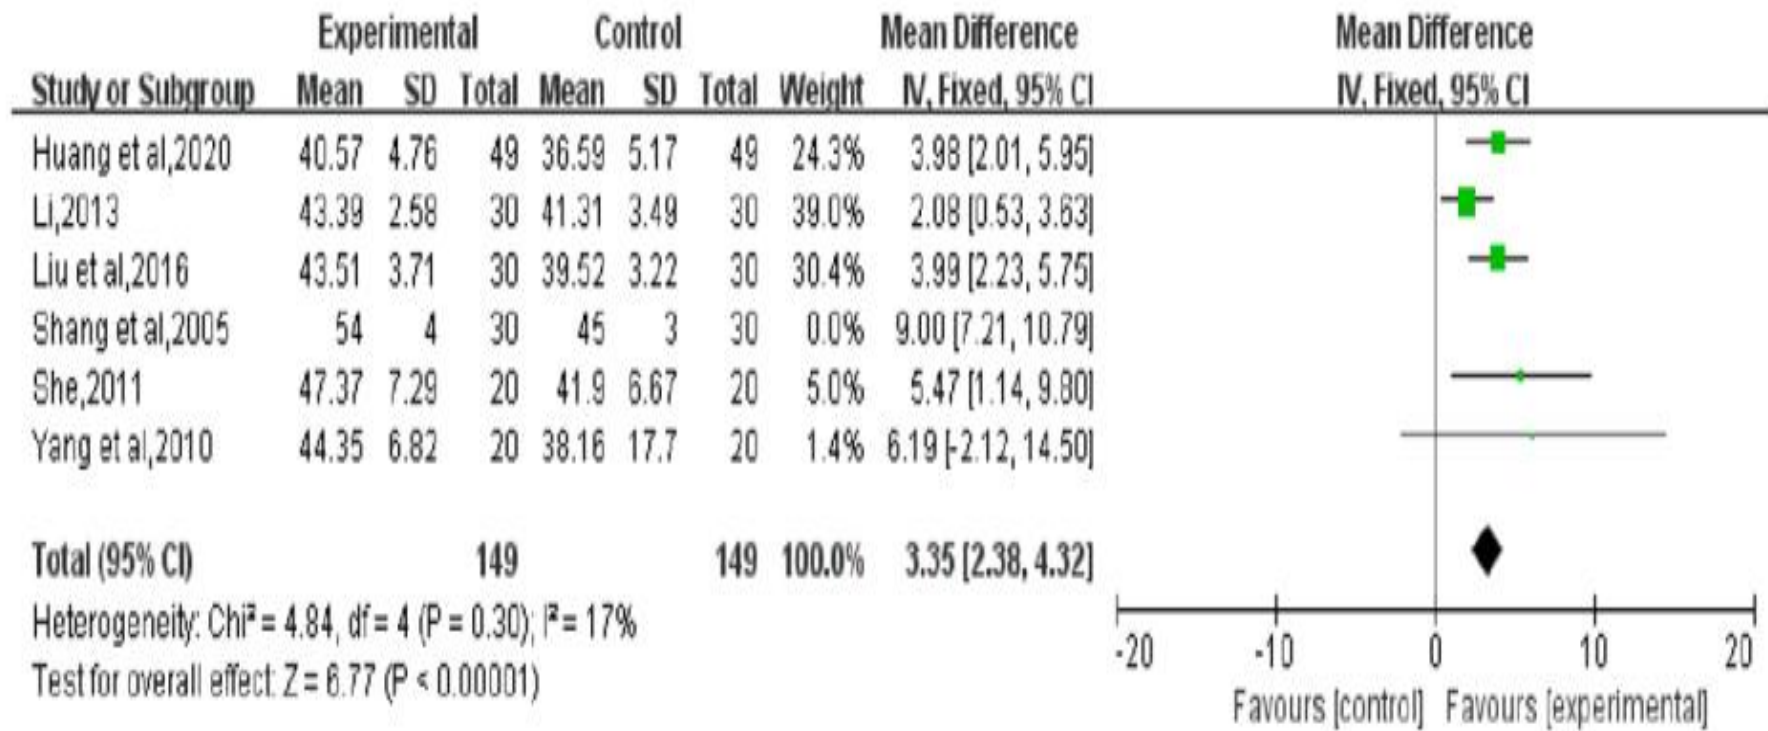 Experimental Control Mean Difference Mean Difference
Study or Subgroup Mean SD Total Mean SD Total Weight IV, Fixed, 95% CI IV, Fixed, 95% CI
Huang et al,2020 40.57 4.76 49 36.59 5.17 49 24.3% 3.98 [2.01, 5.95]
Li,2013 43.39 2.58 30 41.31 3.49 30 39.0% 2.08 [0.53, 3.63]
Liu et al,2016 43.51 3.71 30 39.52 3.22 30 30.4% 3.99 [2.23, 5.75]
Shang et al,2005 54 4 30 45 3 30 0.0% 9.00 [7.21, 10.79]
She,2011 47.37 7.29 20 41.9 6.67 20 5.0% 5.47 [1.14, 9.80]
Yang et al,2010 44.35 6.82 20 38.16 17.7 20 1.4% 6.19 [-2.12, 14.50]
Total (95% CI) 149 149 100.0% 3.35 [2.38, 4.32]
Heterogeneity: Chi² = 4.84, df = 4 (P = 0.30); I² = 17%
Test for overall effect: Z = 6.77 (P < 0.00001)
-20 -10 0 10 20
Favours [control] Favours [experimental]